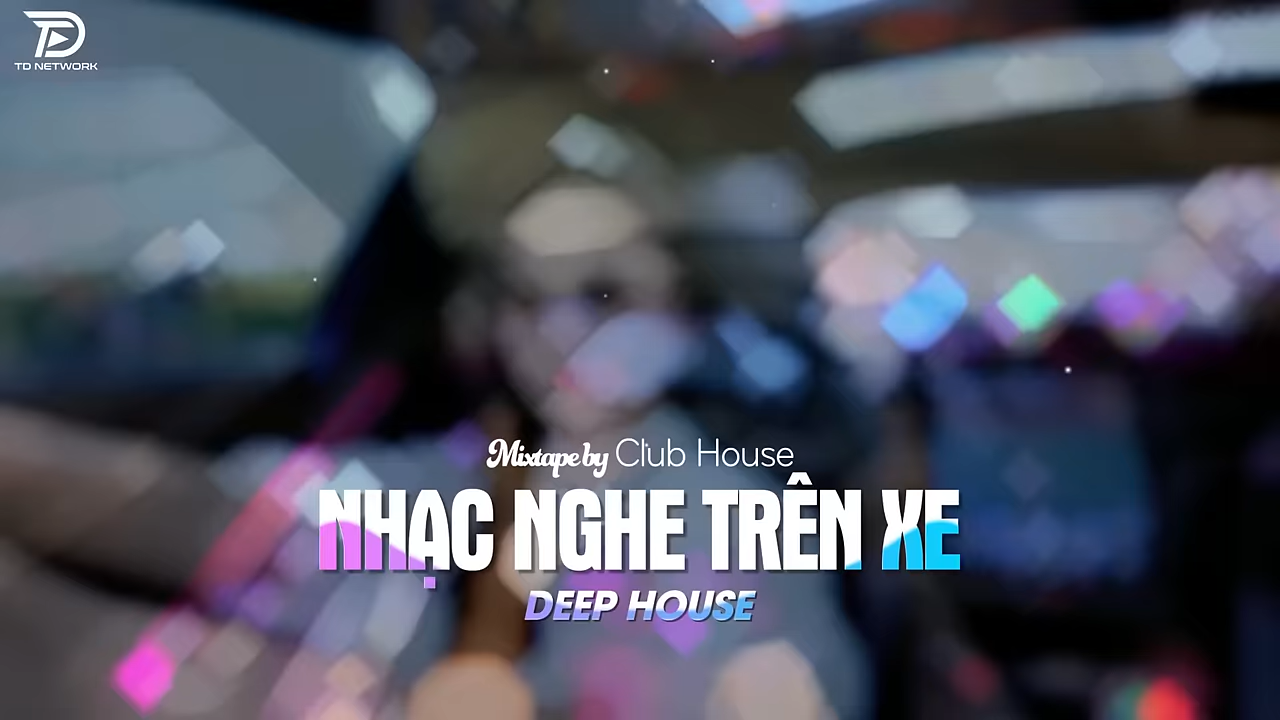 TD NETWORK
Mixtape by Club House
NHẠC NGHE TRÊN XE
DEEP HOUSE